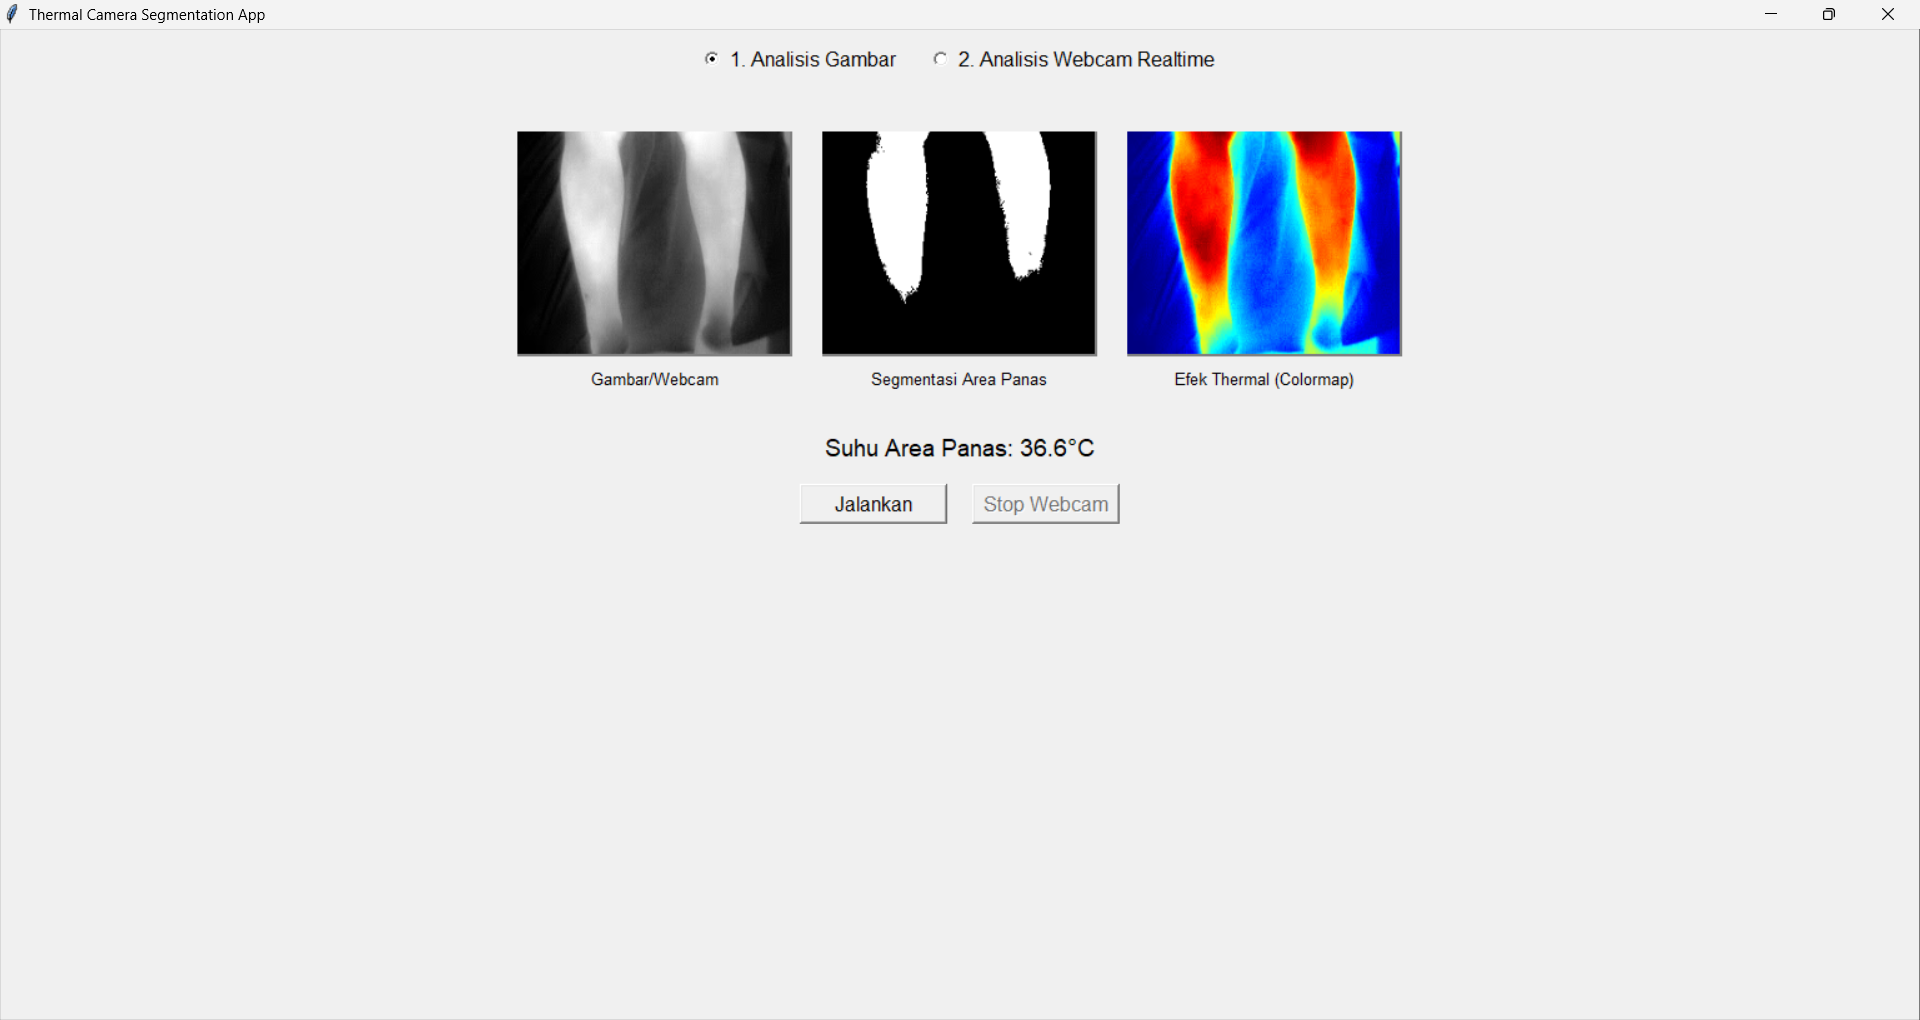 Thermal Camera Segmentation App
1. Analisis Gambar
2. Analisis Webcam Realtime
Gambar/Webcam
Segmentasi Area Panas
Efek Thermal (Colormap)
Suhu Area Panas: 36.6°C
Jalankan
Stop Webcam